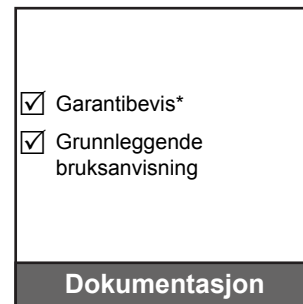 ☑ Garantibevis*
☑ Grunnleggende
bruksanvisning
Dokumentasjon